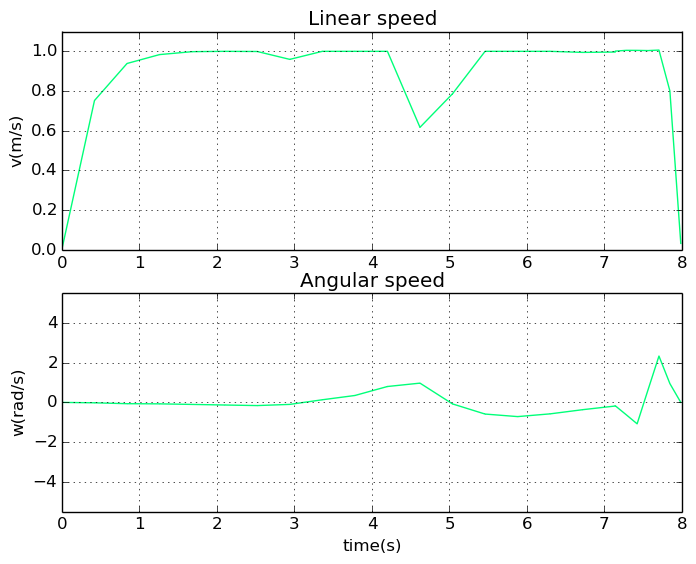 Linear speed
v(m/s)
1.0
0.8
0.6
0.4
0.2
0.0
0 1 2 3 4 5 6 7 8
Angular speed
w(rad/s)
4
2
0
−2
−4
0 1 2 3 4 5 6 7 8
time(s)